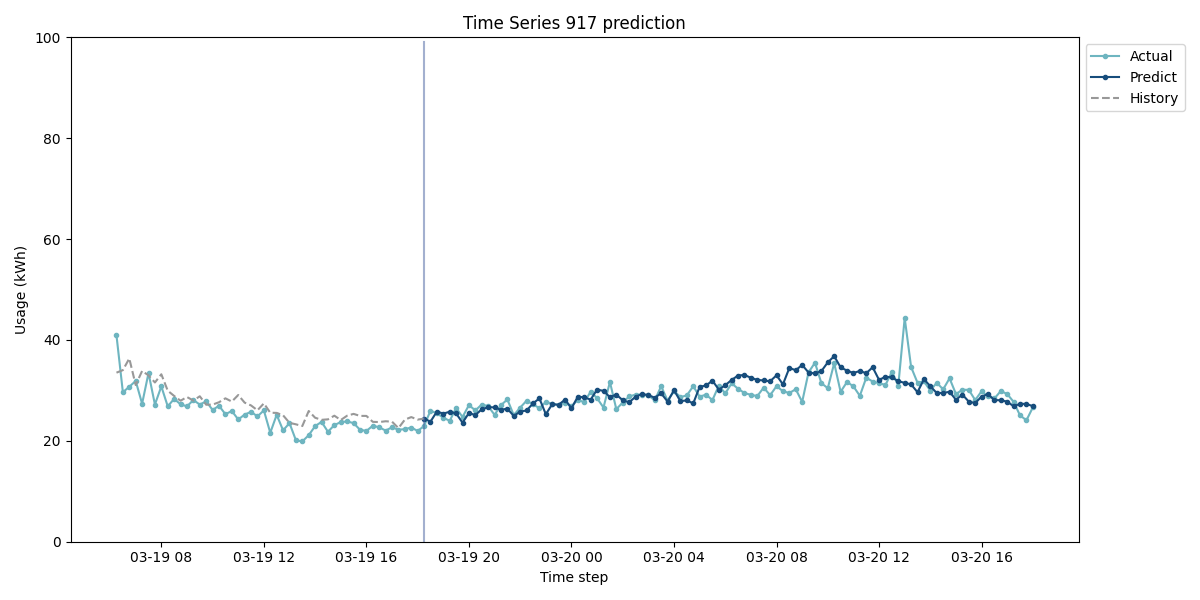 Time Series 917 prediction
Usage (kWh)
100
80
60
40
20
0
03-19 08
03-19 12
03-19 16
03-19 20
03-20 00
03-20 04
03-20 08
03-20 12
03-20 16
Time step
Actual
Predict
History